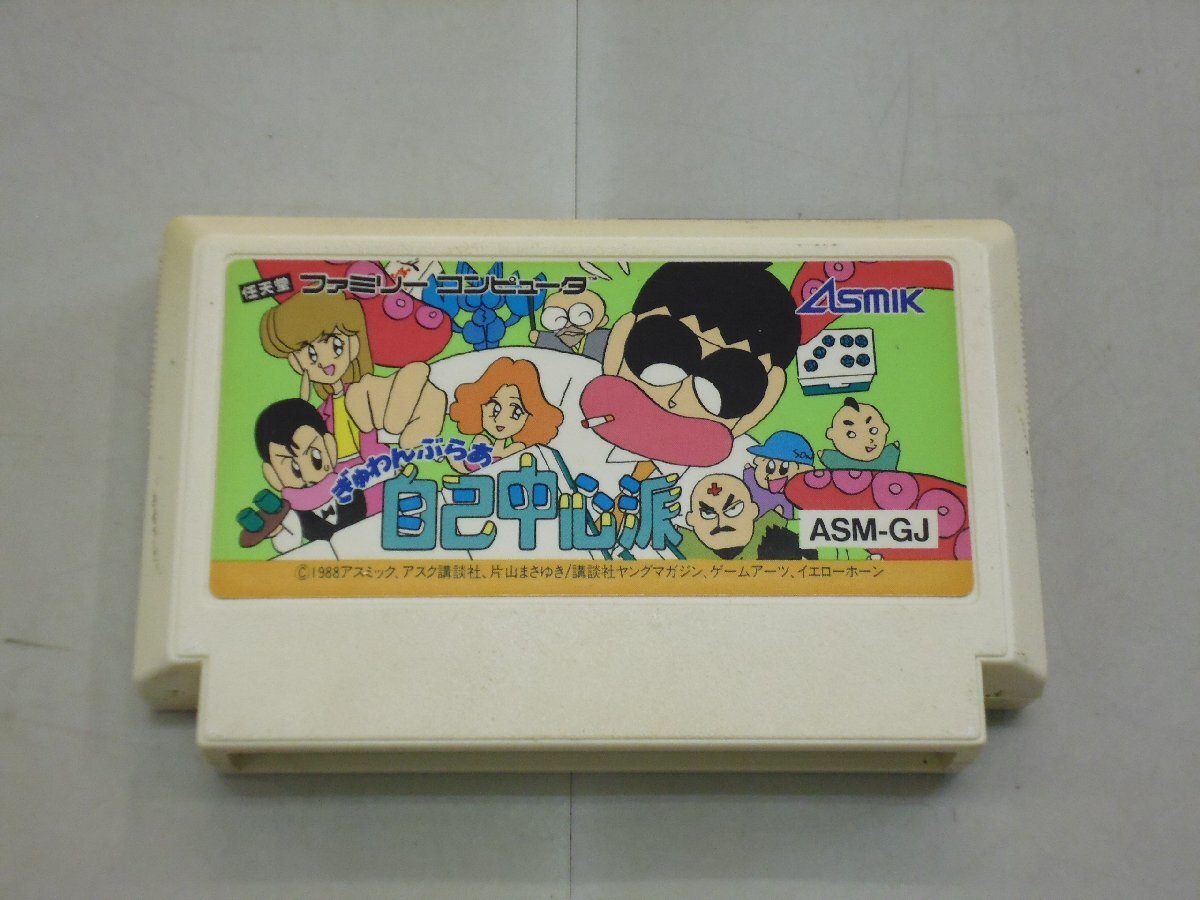 任天堂 ファミリーコンピュータ™
ASMIK
ぎゅわんぶらあ
自己中心派
ASM-GJ
©1988アスミック、アスク講談社、片山まさゆき/講談社ヤングマガジン、ゲームアーツ、イエローホーン